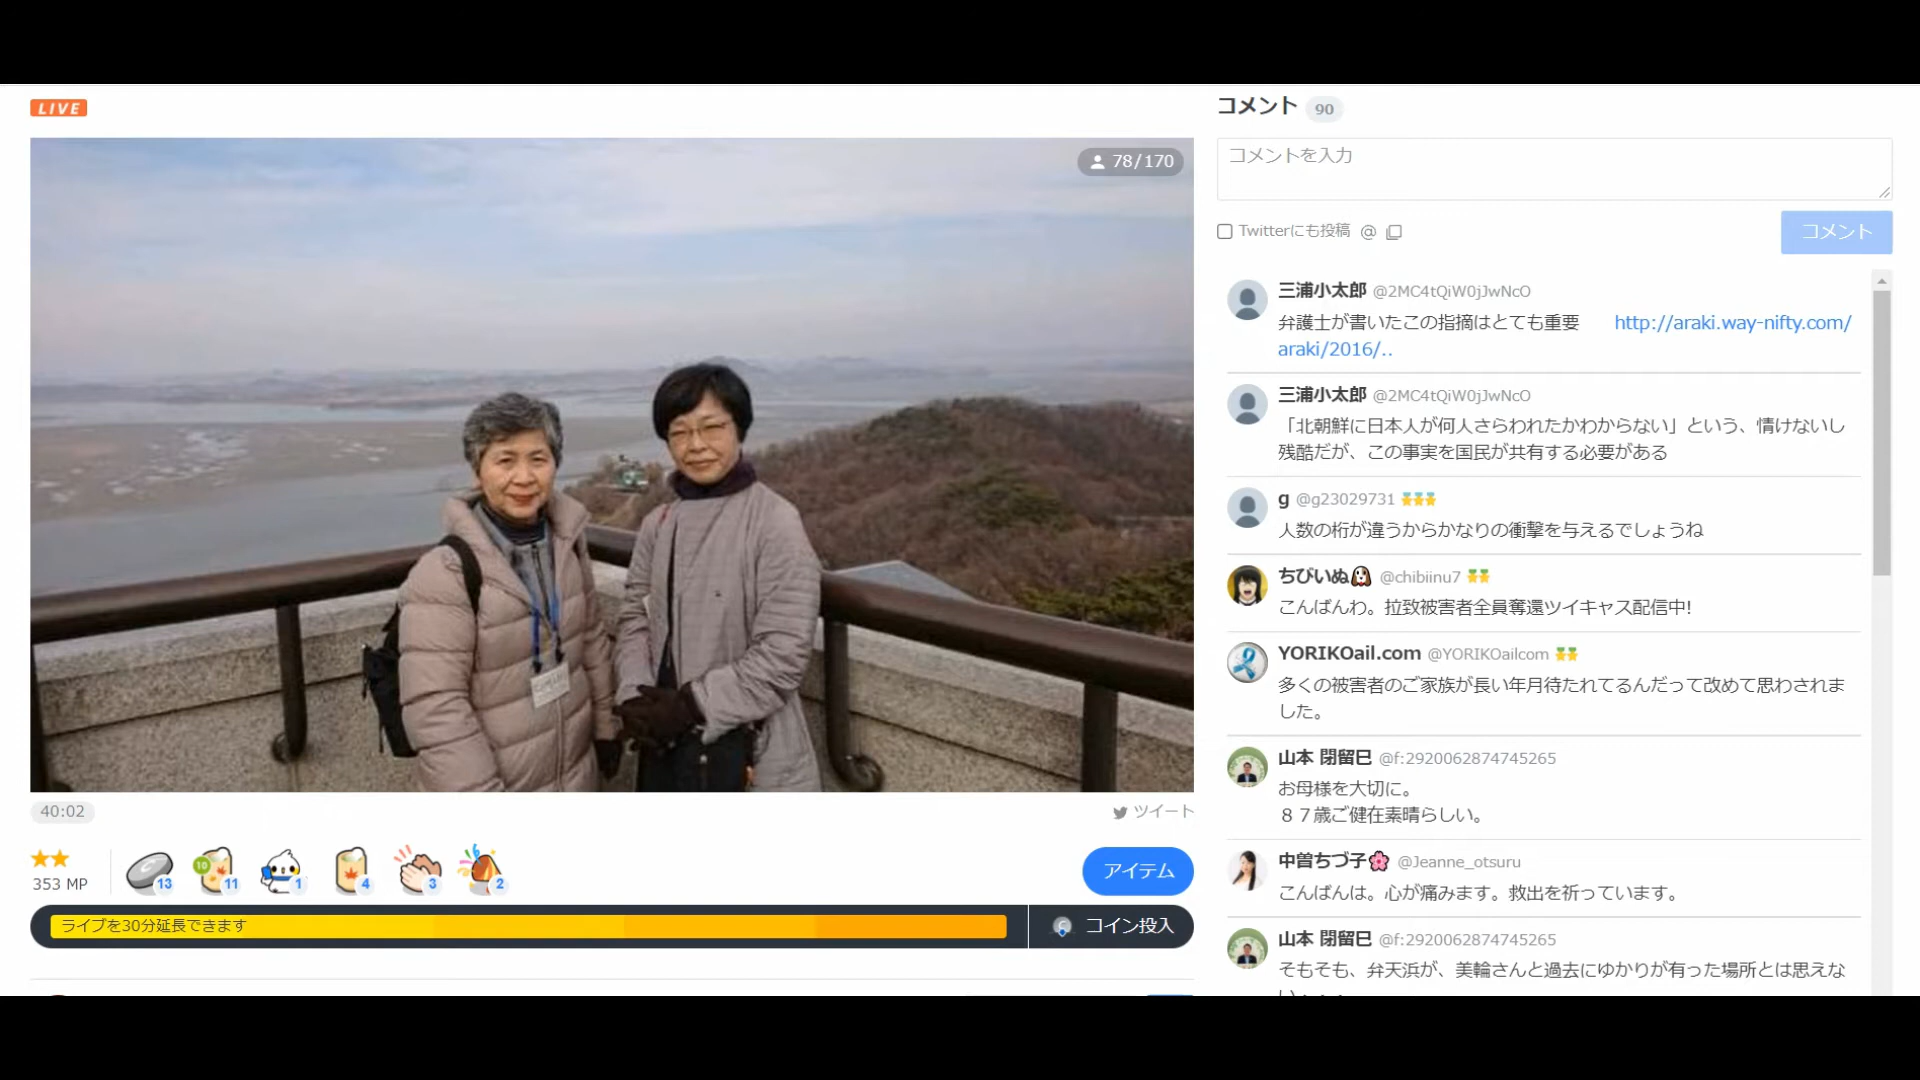 LIVE
78/170
40:02
ツイート
353 MP
13
10
11
1
4
3
6
2
アイテム
ライブを30分延長できます
コイン投入
コメント 90
コメントを入力
Twitterにも投稿 @
コメント
三浦小太郎 @2MC4tQiW0jJwNcO
弁護士が書いたこの指摘はとても重要 http://araki.way-nifty.com/
araki/2016/..
三浦小太郎 @2MC4tQiW0jJwNcO
「北朝鮮に日本人が何人さらわれたかわからない」という、情けないし
残酷だが、この事実を国民が共有する必要がある
g @g23029731
人数の桁が違うからかなりの衝撃を与えるでしょうね
ちびいぬ @chibiinu7
こんばんわ。拉致被害者全員奪還ツイキャス配信中!
YORIKOail.com @YORIKOailcom
多くの被害者のご家族が長い年月待たれてるんだって改めて思わされま
した。
山本 閉留巳 @f:2920062874745265
お母様を大切に。
８７歳ご健在素晴らしい。
中曽ちづ子🌸 @Jeanne_otsuru
こんばんは。心が痛みます。救出を祈っています。
山本 閉留巳 @f:2920062874745265
そもそも、弁天浜が、美輪さんと過去にゆかりが有った場所とは思えな